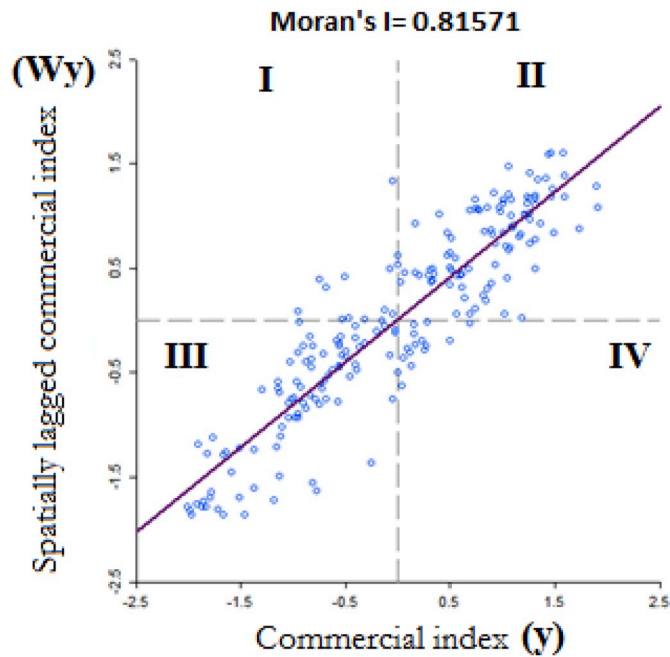 Moran's I= 0.81571
(Wy)
I
II
III
IV
Spatially lagged commercial index
2.5
1.5
0.5
-0.5
-1.5
-2.5
-2.5
-1.5
-0.5
0.5
1.5
2.5
Commercial index (y)